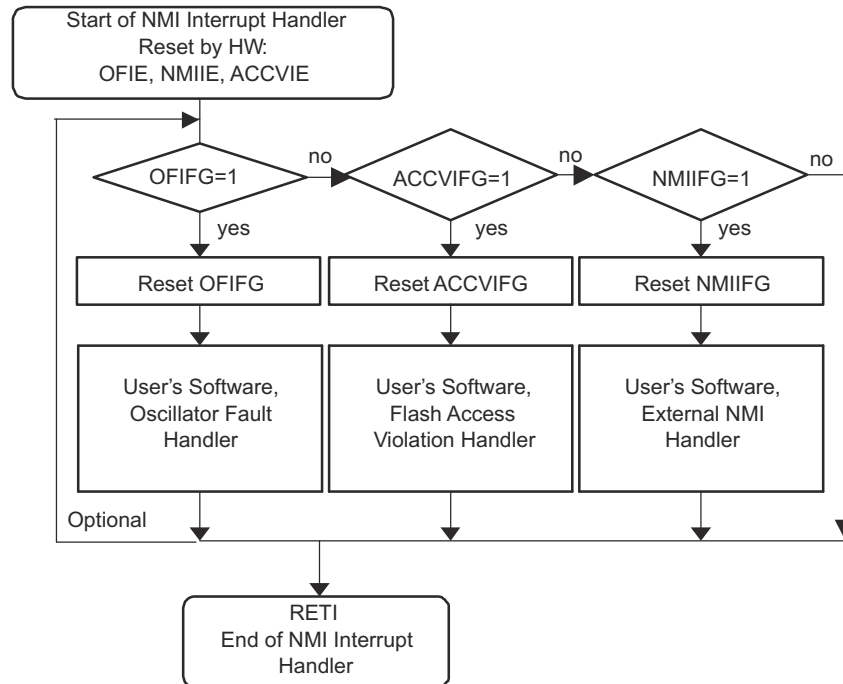 Start of NMI Interrupt Handler
Reset by HW:
OFIE, NMIIE, ACCVIE
OFIFG=1
no
ACCVIFG=1
no
NMIIFG=1
no
yes
yes
yes
Reset OFIFG
Reset ACCVIFG
Reset NMIIFG
User's Software,
Oscillator Fault
Handler
User's Software,
Flash Access
Violation Handler
User's Software,
External NMI
Handler
Optional
RETI
End of NMI Interrupt
Handler